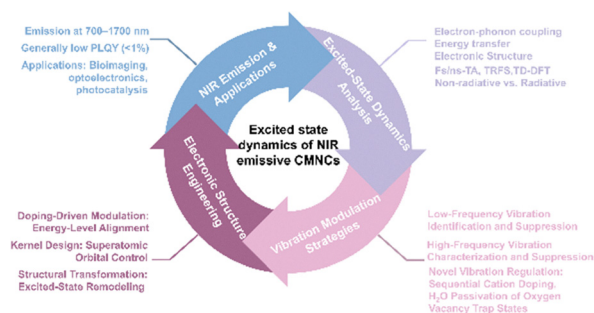 Emission at 700–1700 nm
Generally low PLQY (<1%)
Applications: Bioimaging,
optoelectronics,
photocatalysis
NIR Emission &
Applications
Excited-State Dynamics
Analysis
Electron-phonon coupling
Energy transfer
Electronic Structure
Fs/ns-TA, TRFS,TD-DFT
Non-radiative vs. Radiative
Excited state
dynamics of NIR
emissive CMNCs
Electronic Structure
Engineering
Vibration Modulation
Strategies
Doping-Driven Modulation:
Energy-Level Alignment
Kernel Design: Superatomic
Orbital Control
Structural Transformation:
Excited-State Remodeling
Low-Frequency Vibration
Identification and Suppression
High-Frequency Vibration
Characterization and Suppression
Novel Vibration Regulation:
Sequential Cation Doping,
H₂O Passivation of Oxygen
Vacancy Trap States